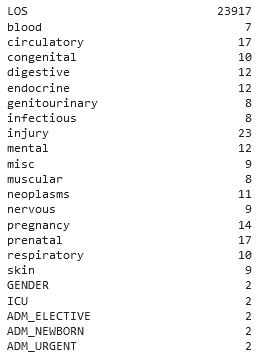 LOS 23917
blood 7
circulatory 17
congenital 10
digestive 12
endocrine 12
genitourinary 8
infectious 8
injury 23
mental 12
misc 9
muscular 8
neoplasms 11
nervous 9
pregnancy 14
prenatal 17
respiratory 10
skin 9
GENDER 2
ICU 2
ADM_ELECTIVE 2
ADM_NEWBORN 2
ADM_URGENT 2